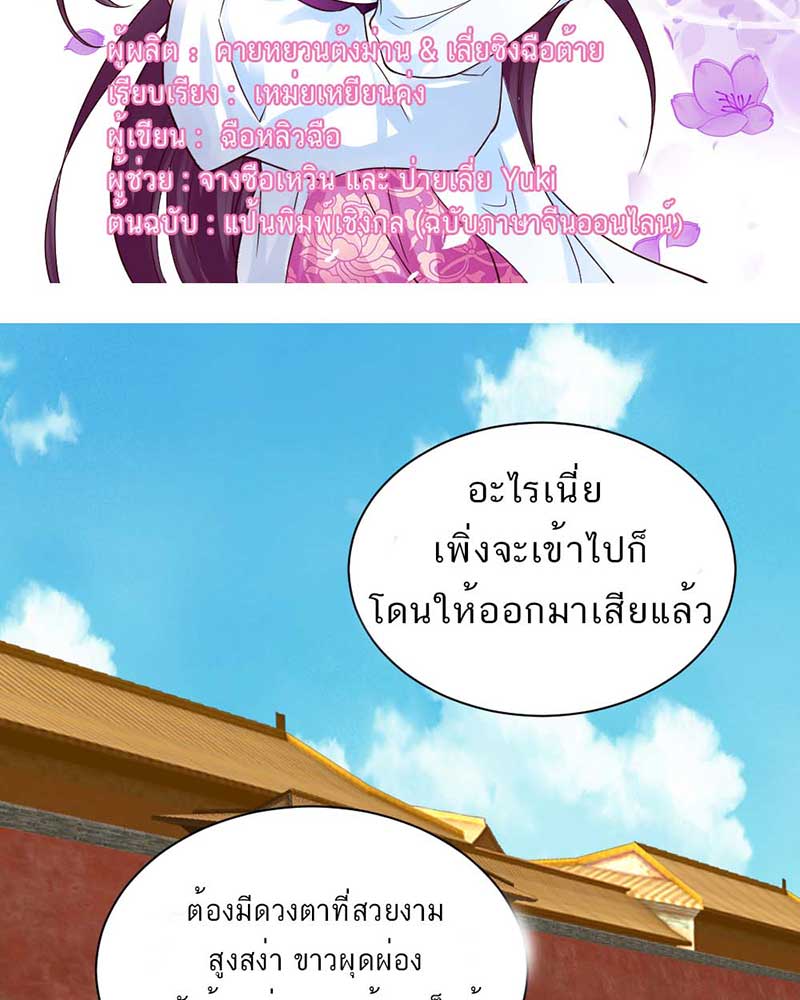 ผู้ผลิต : คายหยวนต้งม่าน & เลี่ยซิงฉือต้าย
เรียบเรียง : เหม่ยเหยียนค่ง
ผู้เขียน : ฉือหลิวฉือ
ผู้ช่วย : จางซือเหวิน และ ป่ายเลี่ย Yuki
ต้นฉบับ : แป้นพิมพ์เชิงกล (ฉบับภาษาจีนออนไลน์)
อะไรเนี่ย
เพิ่งจะเข้าไปก็
โดนให้ออกมาเสียแล้ว
ต้องมีดวงตาที่สวยงาม
สูงสง่า ขาวผุดผ่อง